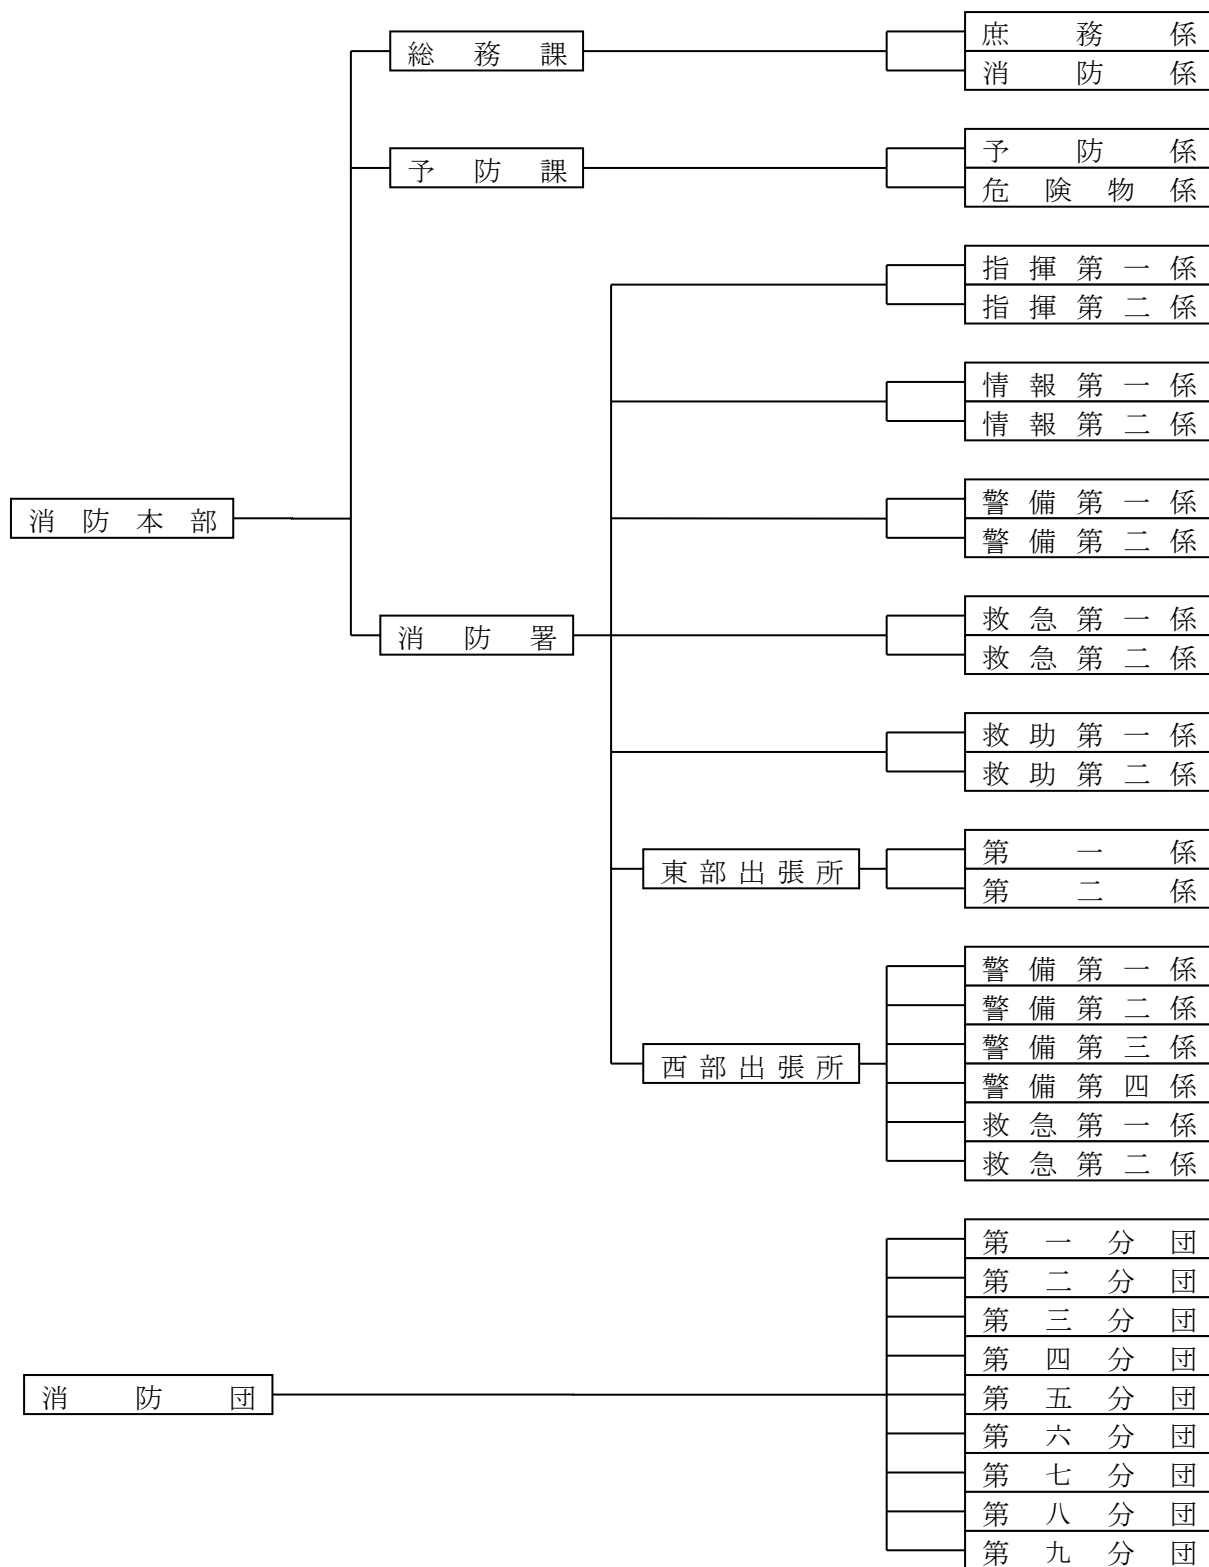 総務課
庶務係
消防係
予防課
予防係
危険物係
指揮第一係
指揮第二係
情報第一係
情報第二係
消防本部
警備第一係
警備第二係
消防署
救急第一係
救急第二係
救助第一係
救助第二係
東部出張所
第一係
第二係
西部出張所
警備第一係
警備第二係
警備第三係
警備第四係
救急第一係
救急第二係
消防団
第一分団
第二分団
第三分団
第四分団
第五分団
第六分団
第七分団
第八分団
第九分団